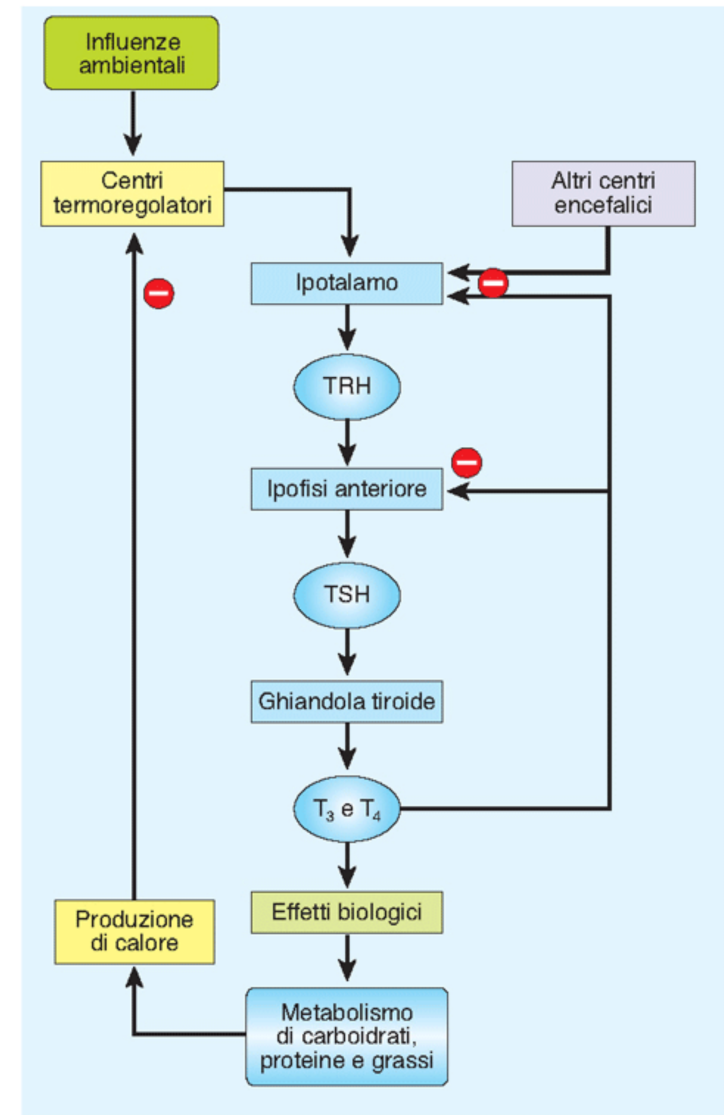 Influenze
ambientali
Centri
termoregolatori
Altri centri
encefalici
Ipotalamo
TRH
Ipofisi anteriore
TSH
Ghiandola tiroide
T₃ e T₄
Effetti biologici
Produzione
di calore
Metabolismo
di carboidrati,
proteine e grassi